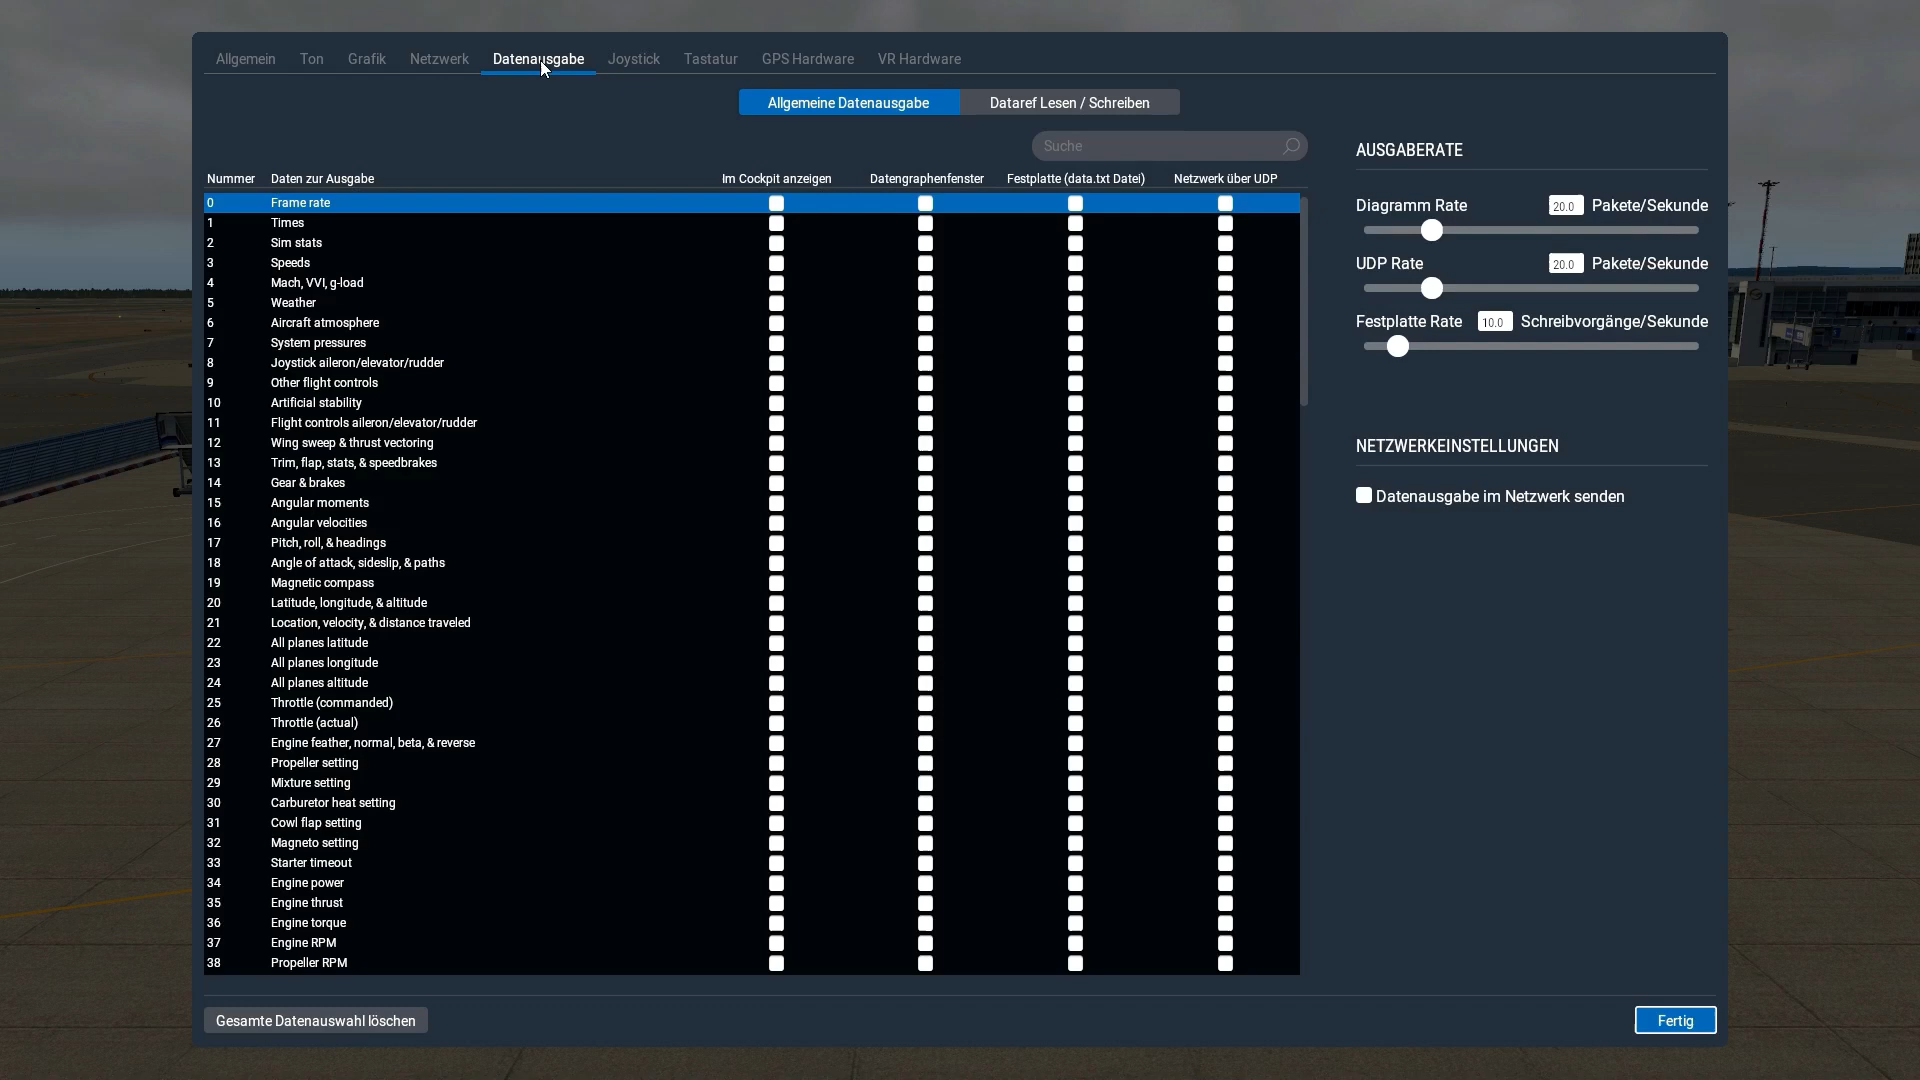 Allgemein Ton Grafik Netzwerk Datenausgabe Joystick Tastatur GPS Hardware VR Hardware
Allgemeine Datenausgabe Dataref Lesen / Schreiben
Suche
Nummer Daten zur Ausgabe Im Cockpit anzeigen Datengraphenfenster Festplatte (data.txt Datei) Netzwerk über UDP
0 Frame rate
1 Times
2 Sim stats
3 Speeds
4 Mach, VVI, g-load
5 Weather
6 Aircraft atmosphere
7 System pressures
8 Joystick aileron/elevator/rudder
9 Other flight controls
10 Artificial stability
11 Flight controls aileron/elevator/rudder
12 Wing sweep & thrust vectoring
13 Trim, flap, stats, & speedbrakes
14 Gear & brakes
15 Angular moments
16 Angular velocities
17 Pitch, roll, & headings
18 Angle of attack, sideslip, & paths
19 Magnetic compass
20 Latitude, longitude, & altitude
21 Location, velocity, & distance traveled
22 All planes latitude
23 All planes longitude
24 All planes altitude
25 Throttle (commanded)
26 Throttle (actual)
27 Engine feather, normal, beta, & reverse
28 Propeller setting
29 Mixture setting
30 Carburetor heat setting
31 Cowl flap setting
32 Magneto setting
33 Starter timeout
34 Engine power
35 Engine thrust
36 Engine torque
37 Engine RPM
38 Propeller RPM
AUSGABERATE
Diagramm Rate 20.0 Pakete/Sekunde
UDP Rate 20.0 Pakete/Sekunde
Festplatte Rate 10.0 Schreibvorgänge/Sekunde
NETZWERKEINSTELLUNGEN
Datenausgabe im Netzwerk senden
Gesamte Datenauswahl löschen
Fertig